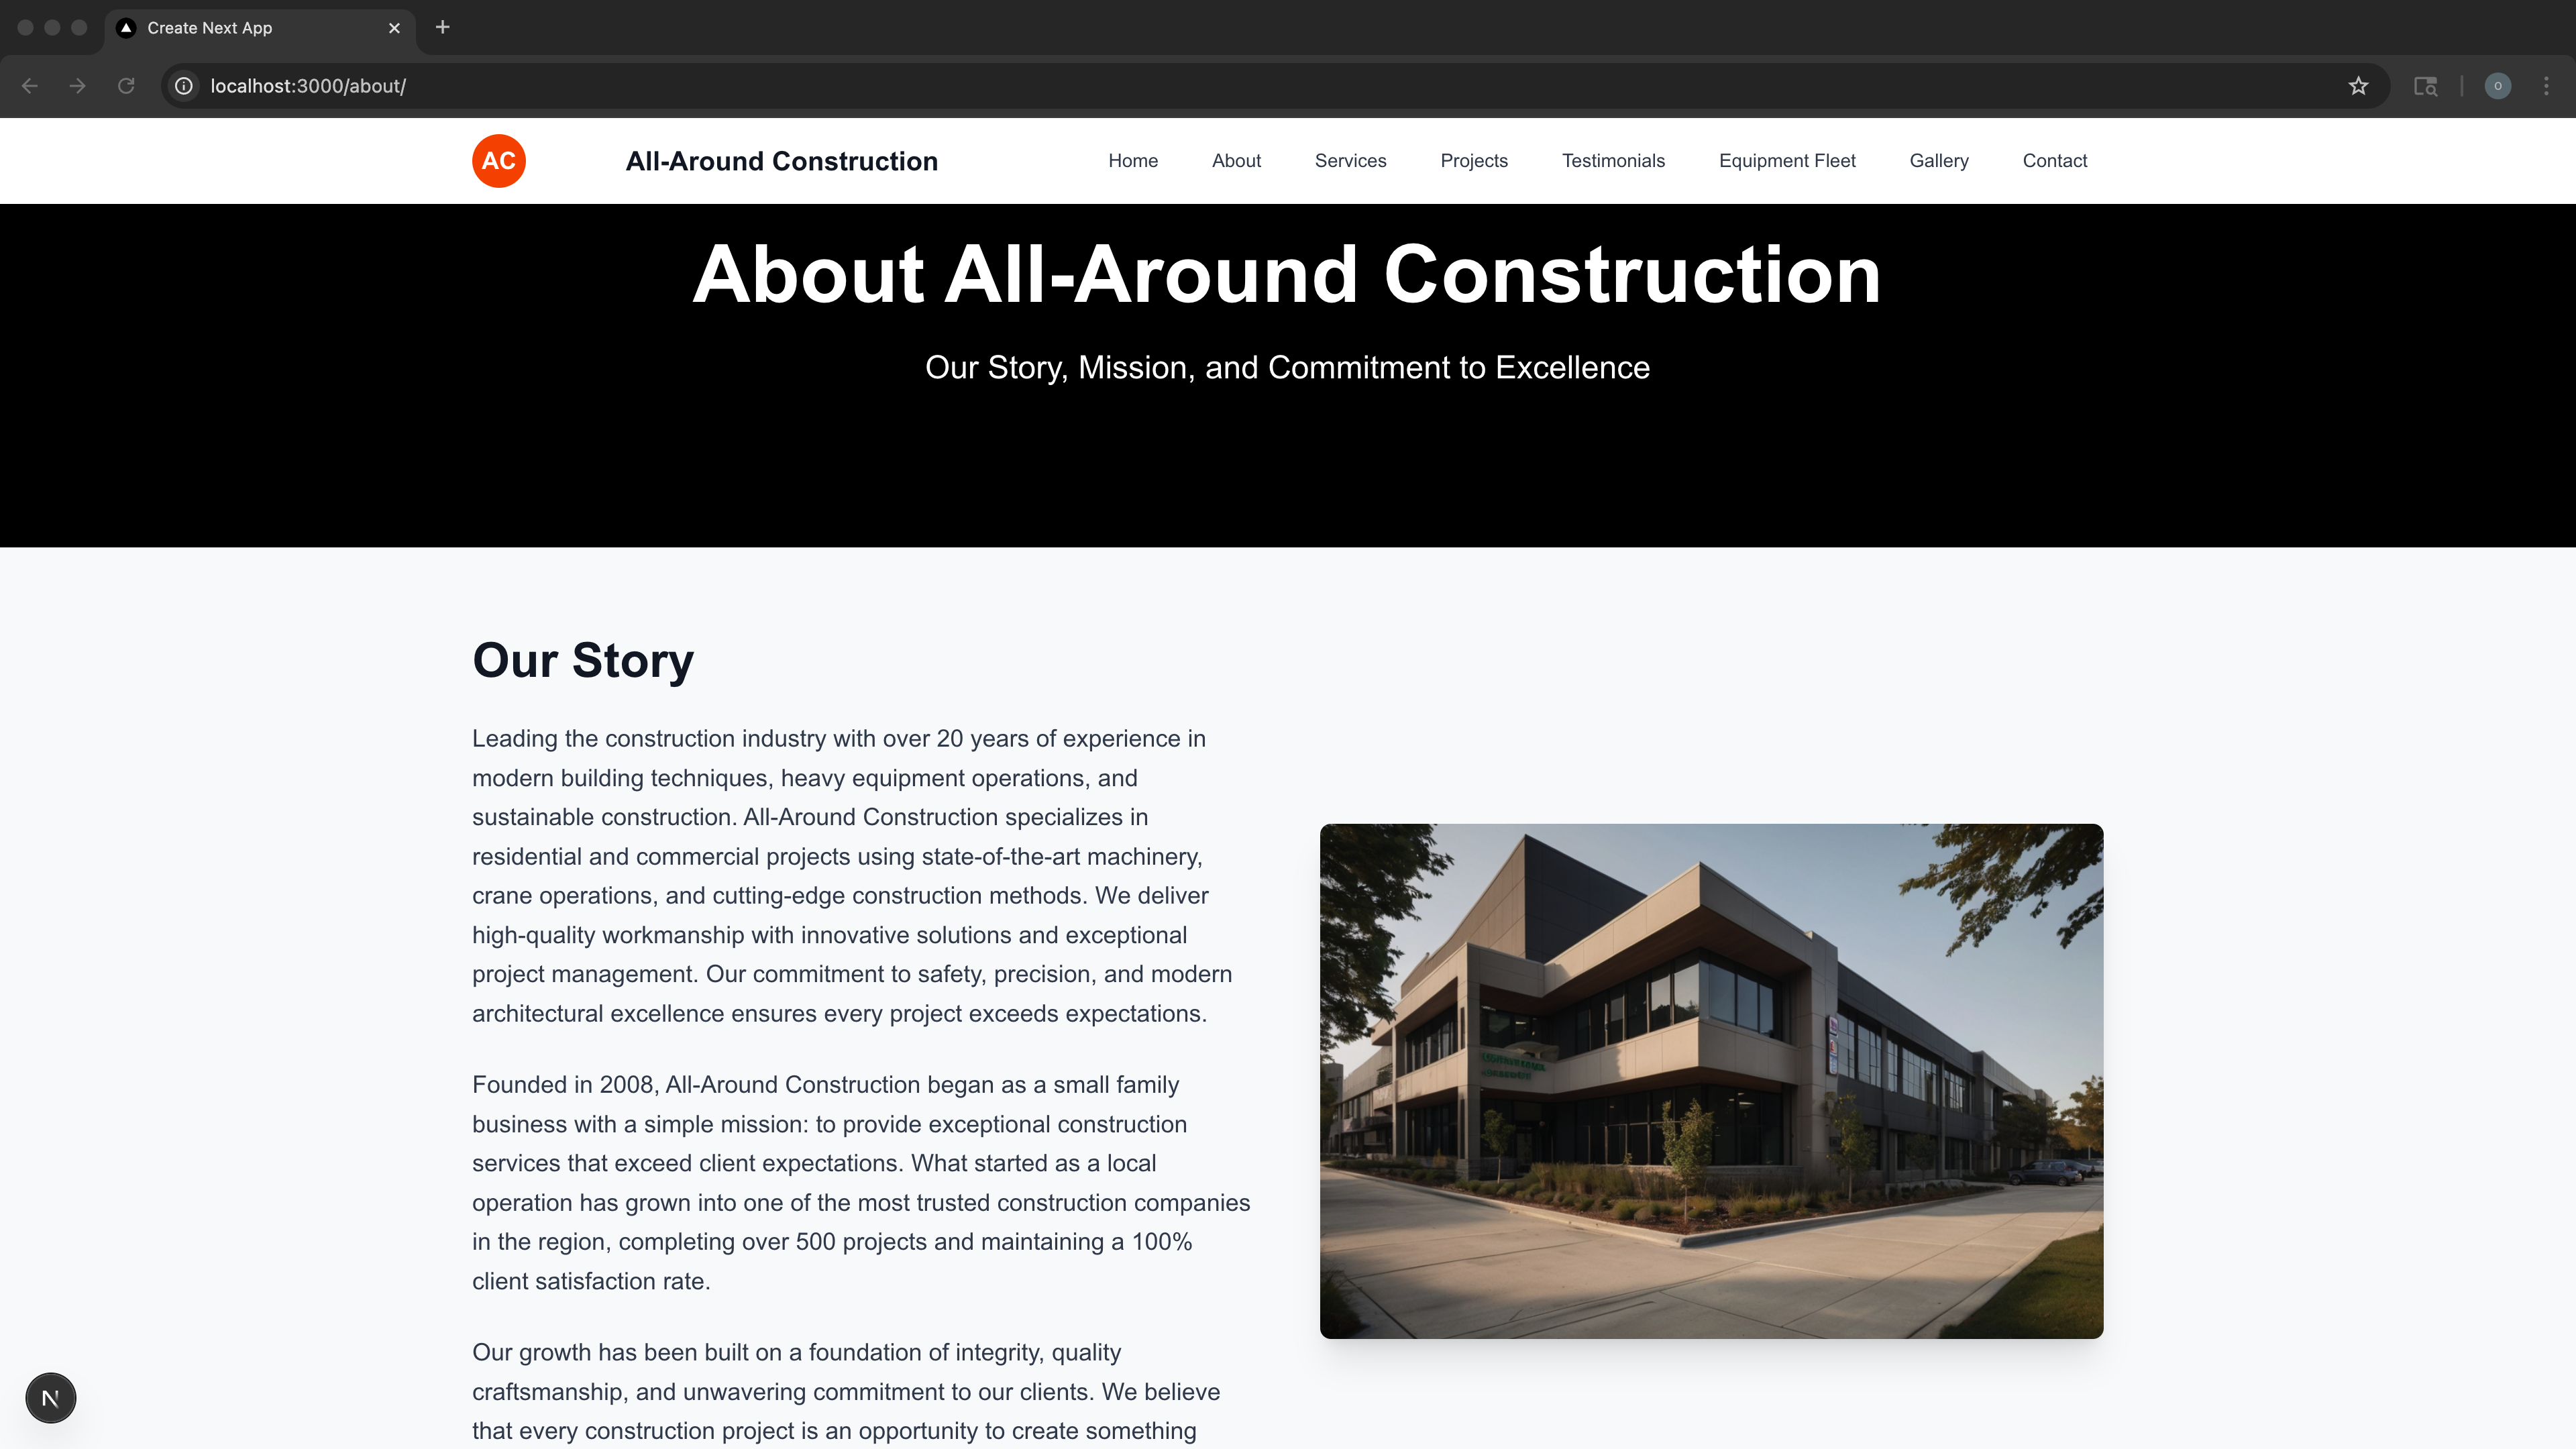 Create Next App
localhost:3000/about/
O
AC
All-Around Construction
Home
About
Services
Projects
Testimonials
Equipment Fleet
Gallery
Contact
About All-Around Construction
Our Story, Mission, and Commitment to Excellence
Our Story
Leading the construction industry with over 20 years of experience in
modern building techniques, heavy equipment operations, and
sustainable construction. All-Around Construction specializes in
residential and commercial projects using state-of-the-art machinery,
crane operations, and cutting-edge construction methods. We deliver
high-quality workmanship with innovative solutions and exceptional
project management. Our commitment to safety, precision, and modern
architectural excellence ensures every project exceeds expectations.
Founded in 2008, All-Around Construction began as a small family
business with a simple mission: to provide exceptional construction
services that exceed client expectations. What started as a local
operation has grown into one of the most trusted construction companies
in the region, completing over 500 projects and maintaining a 100%
client satisfaction rate.
Our growth has been built on a foundation of integrity, quality
craftsmanship, and unwavering commitment to our clients. We believe
that every construction project is an opportunity to create something
N